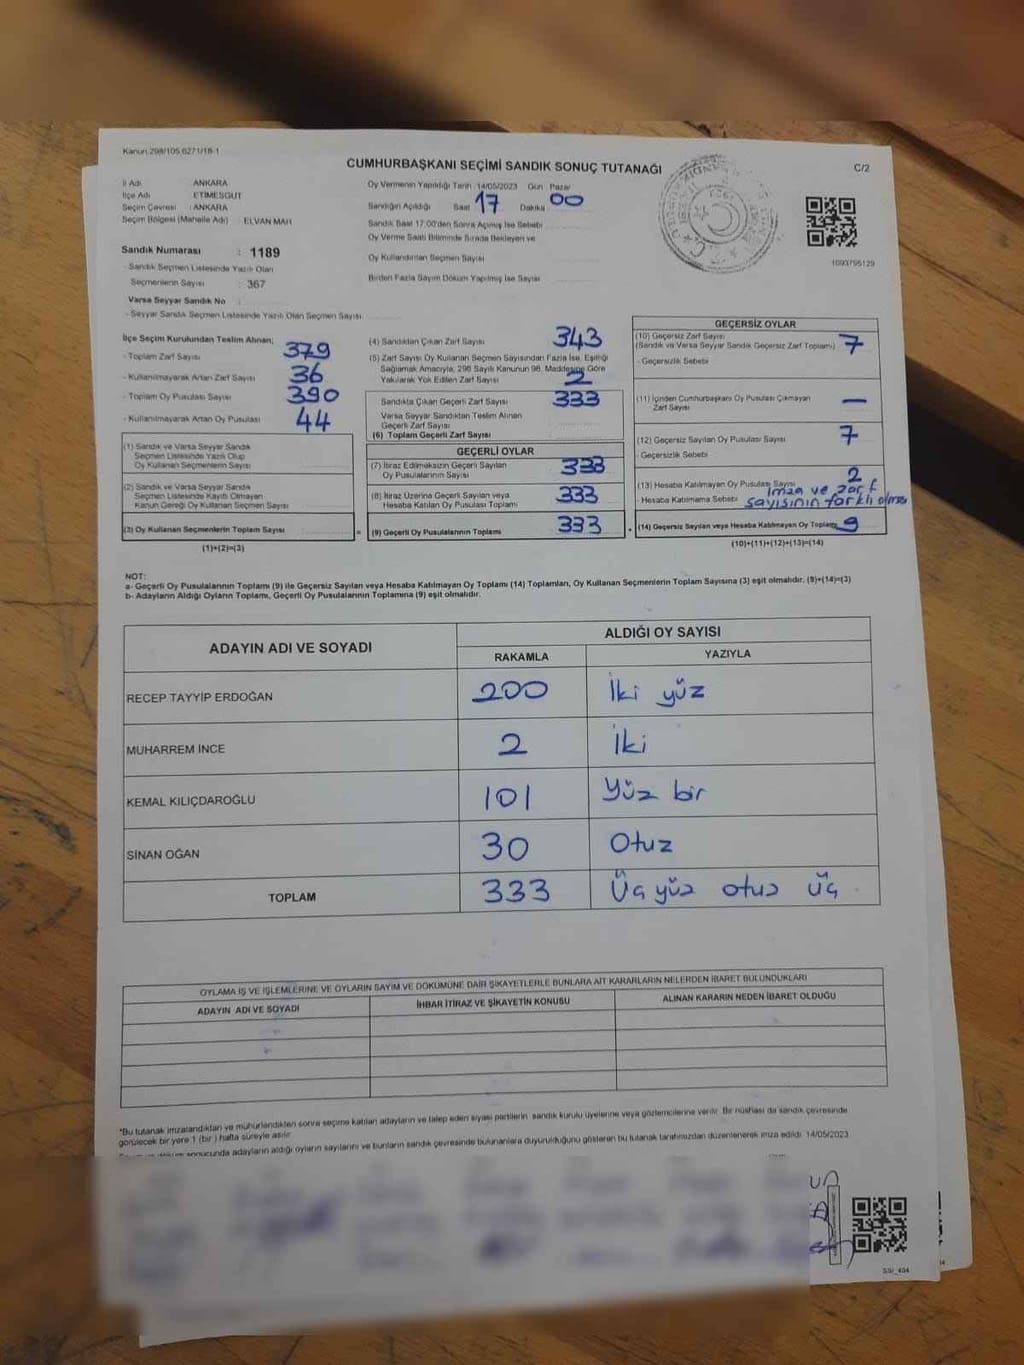 Kanun 298/105 6271/18-1
CUMHURBAŞKANI SEÇİMİ SANDIK SONUÇ TUTANAĞI
C/2
İl Adı ANKARA
İlçe Adı ETİMESGUT
Seçim Çevresi : ANKARA
Seçim Bölgesi (Mahalle Adı) ELVAN MAH
Sandık Numarası : 1189
- Sandık Seçmen Listesinde Yazılı Olan
Seçmenlerin Sayısı : 367
Varsa Seyyar Sandık No :
- Seyyar Sandık Seçmen Listesinde Yazılı Olan Seçmen Sayısı
Oy Vermenin Yapıldığı Tarih 14/05/2023 Gün Pazar
Sandığın Açıldığı Saat 17 Dakika 00
Sandık Saat 17:00'den Sonra Açılmış İse Sebebi
Oy Verme Saati Bitiminde Sırada Bekleyen ve
Oy Kullandırılan Seçmen Sayısı
Birden Fazla Sayım Döküm Yapılmış İse Sayısı
1093795129
İlçe Seçim Kurulundan Teslim Alınan;
- Toplam Zarf Sayısı 379
- Kullanılmayarak Artan Zarf Sayısı 36
- Toplam Oy Pusulası Sayısı 390
- Kullanılmayarak Artan Oy Pusulası 44
(1) Sandık ve Varsa Seyyar Sandık
Seçmen Listesinde Yazılı Olup
Oy Kullanan Seçmenlerin Sayısı
(2) Sandık ve Varsa Seyyar Sandık
Seçmen Listesinde Kayıtlı Olmayan
Kanun Gereği Oy Kullanan Seçmen Sayısı
(3) Oy Kullanan Seçmenlerin Toplam Sayısı
(1)+(2)=(3)
=
(4) Sandıktan Çıkan Zarf Sayısı 343
(5) Zarf Sayısı Oy Kullanan Seçmen Sayısından Fazla İse, Eşitliği
Sağlamak Amacıyla, 298 Sayılı Kanunun 98. Maddesine Göre
Yakılarak Yok Edilen Zarf Sayısı 2
Sandıkta Çıkan Geçerli Zarf Sayısı 333
Varsa Seyyar Sandıktan Teslim Alınan
Geçerli Zarf Sayısı
(6) Toplam Geçerli Zarf Sayısı
GEÇERLİ OYLAR
(7) İtiraz Edilmeksizin Geçerli Sayılan
Oy Pusulalarının Sayısı 333
(8) İtiraz Üzerine Geçerli Sayılan veya
Hesaba Katılan Oy Pusulası Toplamı 333
(9) Geçerli Oy Pusulalarının Toplamı 333
+
GEÇERSİZ OYLAR
(10) Geçersiz Zarf Sayısı
(Sandık ve Varsa Seyyar Sandık Geçersiz Zarf Toplamı) 7
- Geçersizlik Sebebi
(11) İçinden Cumhurbaşkanı Oy Pusulası Çıkmayan
Zarf Sayısı —
(12) Geçersiz Sayılan Oy Pusulası Sayısı 7
- Geçersizlik Sebebi
(13) Hesaba Katılmayan Oy Pusulası Sayısı 2
- Hesaba Katılmama Sebebi imza ve zarf
sayısının farklı olması
(14) Geçersiz Sayılan veya Hesaba Katılmayan Oy Toplamı 9
(10)+(11)+(12)+(13)=(14)
NOT:
a- Geçerli Oy Pusulalarının Toplamı (9) ile Geçersiz Sayılan veya Hesaba Katılmayan Oy Toplamı (14) Toplamları, Oy Kullanan Seçmenlerin Toplam Sayısına (3) eşit olmalıdır. (9)+(14)=(3)
b- Adayların Aldığı Oyların Toplamı, Geçerli Oy Pusulalarının Toplamına (9) eşit olmalıdır.
ADAYIN ADI VE SOYADI
ALDIĞI OY SAYISI
RAKAMLA YAZIYLA
RECEP TAYYİP ERDOĞAN 200 İki yüz
MUHARREM İNCE 2 İki
KEMAL KILIÇDAROĞLU 101 Yüz bir
SİNAN OĞAN 30 Otuz
TOPLAM 333 Üç yüz otuz üç
OYLAMA İŞ VE İŞLEMLERİNE VE OYLARIN SAYIM VE DÖKÜMÜNE DAİR ŞİKAYETLERLE BUNLARA AİT KARARLARIN NELERDEN İBARET BULUNDUKLARI
ADAYIN ADI VE SOYADI İHBAR İTİRAZ VE ŞİKAYETİN KONUSU ALINAN KARARIN NEDEN İBARET OLDUĞU
*Bu tutanak imzalandıktan ve mühürlendikten sonra seçime katılan adayların ve talep eden siyasi partilerin sandık kurulu üyelerine veya gözlemcilerine verilir. Bir nüshası da sandık çevresinde
görülecek bir yere 1 (bir) hafta süreyle asılır.
sonucunda adayların aldığı oyların sayılarını ve bunların sandık çevresinde bulunanlara duyurulduğunu gösteren bu tutanak tarafımızdan düzenlenerek imza edildi. 14/05/2023
SSİ_404